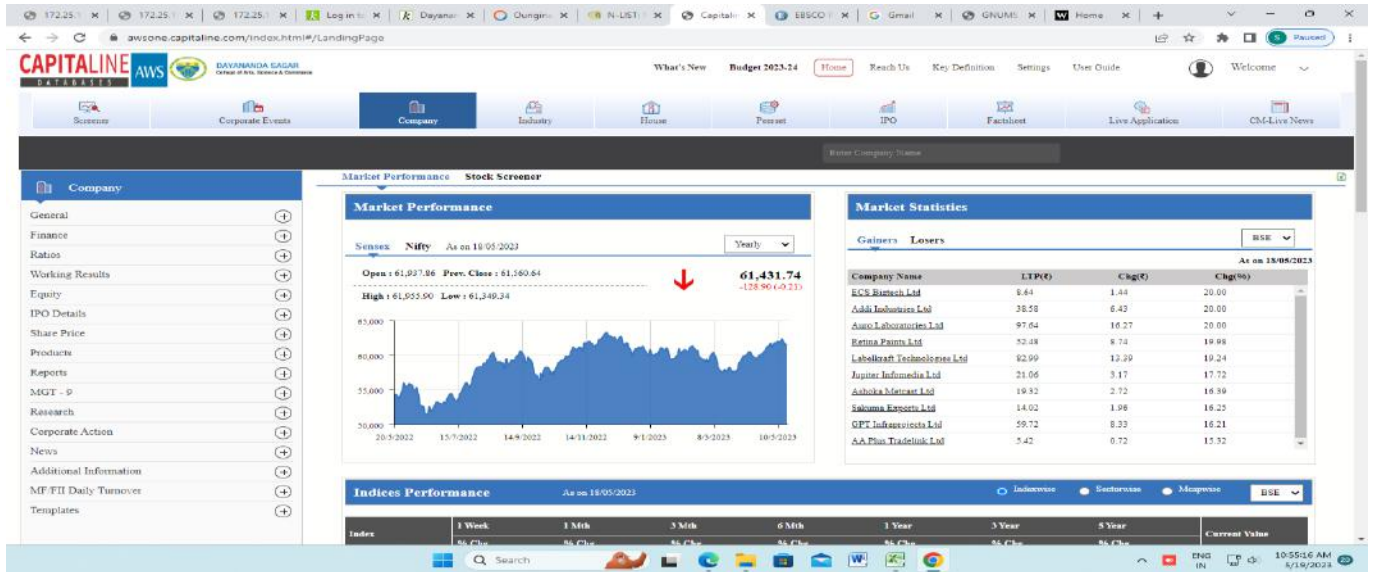 172.25.1
172.25.1
172.25.1
Log in to
Dayanan
N-LIST
Capitalin
EBSCO
Gmail
GNUMS
Home
awsone.capitaline.com/index.html#/LandingPage
Paused
CAPITALINE AWS
DATABASES
DAYANANDA SAGAR
College of Arts, Science & Commerce
What's New Budget 2023-24 Home Reach Us Key Definition Settings User Guide Welcome
Screener Corporate Events Company Industry House Peerset IPO Factsheet Live Application CM-Live News
Enter Company Name
Company
General
Finance
Ratios
Working Results
Equity
IPO Details
Share Price
Products
Reports
MGT - 9
Research
Corporate Action
News
Additional Information
MF/FII Daily Turnover
Templates
Market Performance Stock Screener
Market Performance
Sensex Nifty As on 18/05/2023 Yearly
Open : 61,937.86 Prev. Close : 61,560.64
High : 61,955.90 Low : 61,349.34
61,431.74
-128.90 (-0.21)
65,000
60,000
55,000
50,000
20/5/2022 15/7/2022 14/9/2022 14/11/2022 9/1/2023 8/3/2023 10/5/2023
Market Statistics
Gainers Losers BSE
As on 18/05/2023
Company Name LTP(₹) Chg(₹) Chg(%)
ECS Biztech Ltd 8.64 1.44 20.00
Addi Industries Ltd 38.58 6.43 20.00
Auro Laboratories Ltd 97.64 16.27 20.00
Retina Paints Ltd 52.48 8.74 19.98
Labelkraft Technologies Ltd 82.99 13.39 19.24
Jupiter Infomedia Ltd 21.06 3.17 17.72
Ashoka Metcast Ltd 19.32 2.72 16.39
Sakuma Exports Ltd 14.02 1.96 16.25
GPT Infraprojects Ltd 59.72 8.33 16.21
AA Plus Tradelink Ltd 5.42 0.72 15.32
Indices Performance As on 18/05/2023 Indexwise Sectorwise Mcapwise BSE
Index 1 Week 1 Mth 3 Mth 6 Mth 1 Year 3 Year 5 Year Current Value
% Chg % Chg % Chg % Chg % Chg % Chg % Chg
Search
ENG
IN
10:55:16 AM
5/19/2023